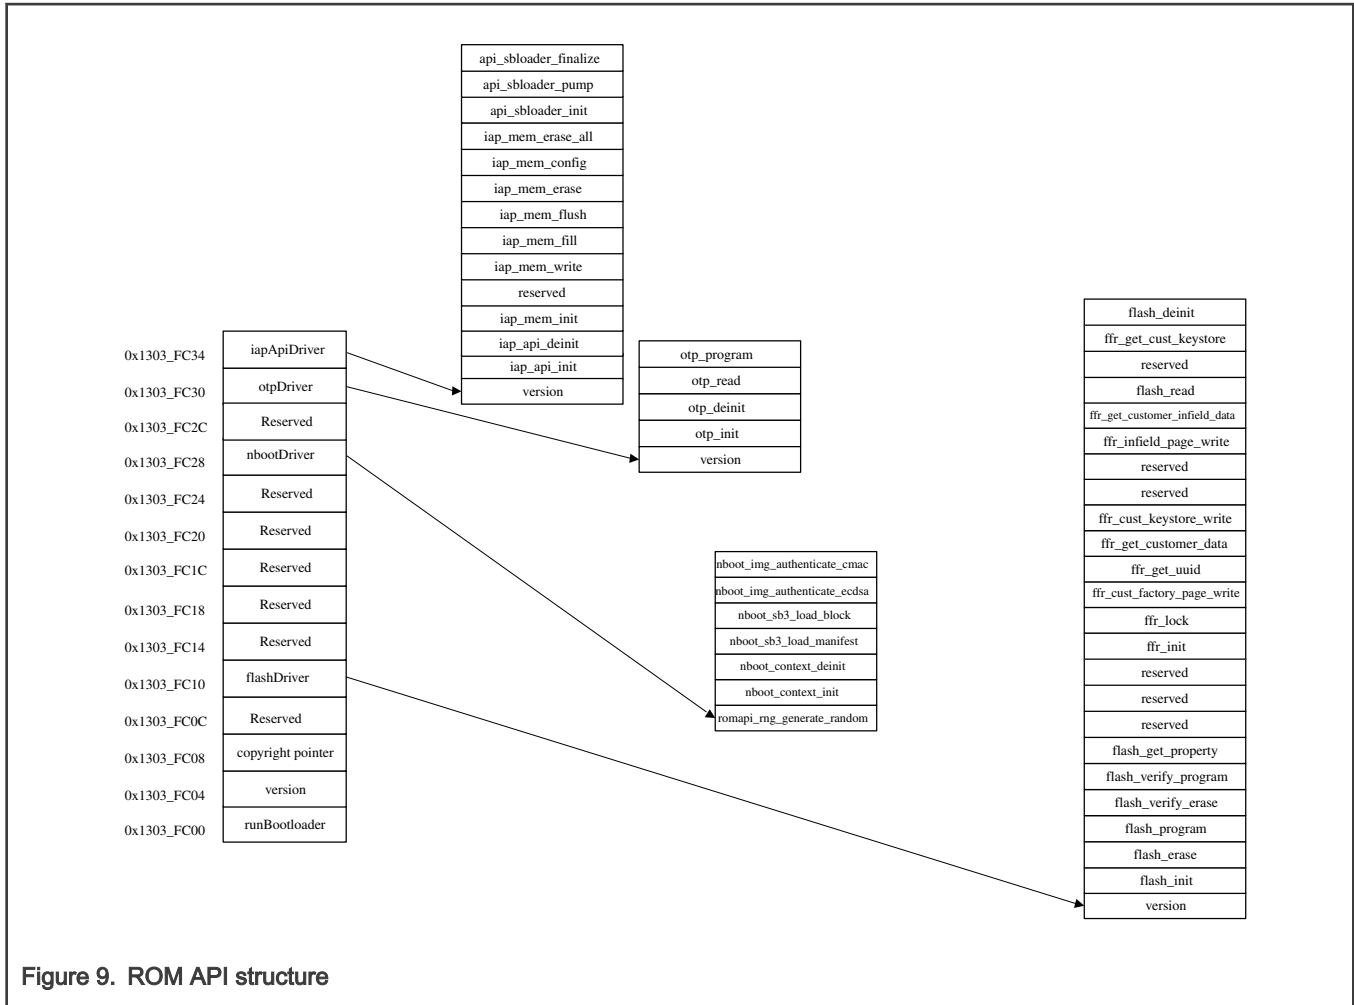 api_sbloader_finalize
api_sbloader_pump
api_sbloader_init
iap_mem_erase_all
iap_mem_config
iap_mem_erase
iap_mem_flush
iap_mem_fill
iap_mem_write
reserved
iap_mem_init
iap_api_deinit
iap_api_init
version
0x1303_FC34 iapApiDriver
0x1303_FC30 otpDriver
0x1303_FC2C Reserved
0x1303_FC28 nbootDriver
0x1303_FC24 Reserved
0x1303_FC20 Reserved
0x1303_FC1C Reserved
0x1303_FC18 Reserved
0x1303_FC14 Reserved
0x1303_FC10 flashDriver
0x1303_FC0C Reserved
0x1303_FC08 copyright pointer
0x1303_FC04 version
0x1303_FC00 runBootloader
otp_program
otp_read
otp_deinit
otp_init
version
nboot_img_authenticate_cmac
nboot_img_authenticate_ecdsa
nboot_sb3_load_block
nboot_sb3_load_manifest
nboot_context_deinit
nboot_context_init
romapi_rng_generate_random
flash_deinit
ffr_get_cust_keystore
reserved
flash_read
ffr_get_customer_infield_data
ffr_infield_page_write
reserved
reserved
ffr_cust_keystore_write
ffr_get_customer_data
ffr_get_uuid
ffr_cust_factory_page_write
ffr_lock
ffr_init
reserved
reserved
reserved
flash_get_property
flash_verify_program
flash_verify_erase
flash_program
flash_erase
flash_init
version
Figure 9. ROM API structure